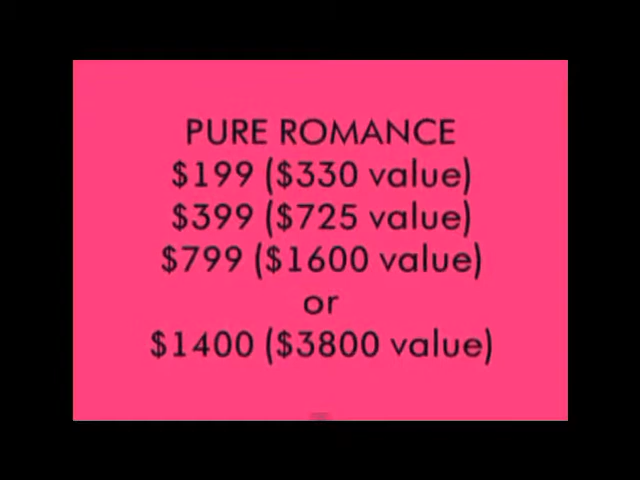 PURE ROMANCE
$199 ($330 value)
$399 ($725 value)
$799 ($1600 value)
or
$1400 ($3800 value)